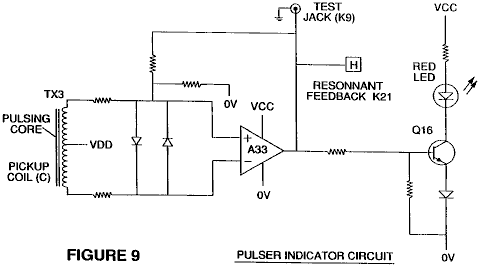 TEST
JACK (K9)
VCC
H
RESONNANT
FEEDBACK K21
RED
LED
TX3
0V
PULSING
CORE
VDD
VCC
Q16
+
A33
−
PICKUP
COIL (C)
0V
FIGURE 9
PULSER INDICATOR CIRCUIT
0V